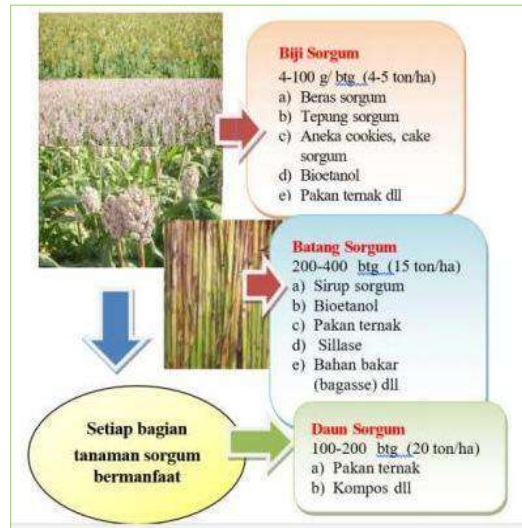 Biji Sorgum
4-100 g/ btg (4-5 ton/ha)
a) Beras sorgum
b) Tepung sorgum
c) Aneka cookies, cake
sorgum
d) Bioetanol
e) Pakan ternak dll
Batang Sorgum
200-400 btg (15 ton/ha)
a) Sirup sorgum
b) Bioetanol
c) Pakan ternak
d) Sillase
e) Bahan bakar
(bagasse) dll
Setiap bagian
tanaman sorgum
bermanfaat
Daun Sorgum
100-200 btg (20 ton/ha)
a) Pakan ternak
b) Kompos dll